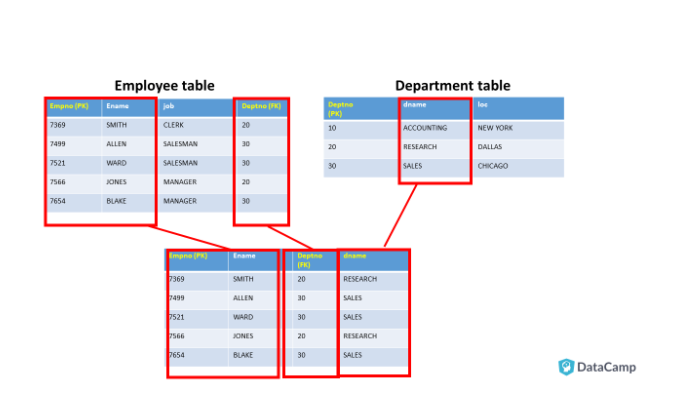 Employee table
Empno (PK) Ename job Deptno (FK)
7369 SMITH CLERK 20
7499 ALLEN SALESMAN 30
7521 WARD SALESMAN 30
7566 JONES MANAGER 20
7654 BLAKE MANAGER 30
Department table
Deptno dname loc
(PK)
10 ACCOUNTING NEW YORK
20 RESEARCH DALLAS
30 SALES CHICAGO
Empno (PK) Ename Deptno dname
(FK)
7369 SMITH 20 RESEARCH
7499 ALLEN 30 SALES
7521 WARD 30 SALES
7566 JONES 20 RESEARCH
7654 BLAKE 30 SALES
DataCamp